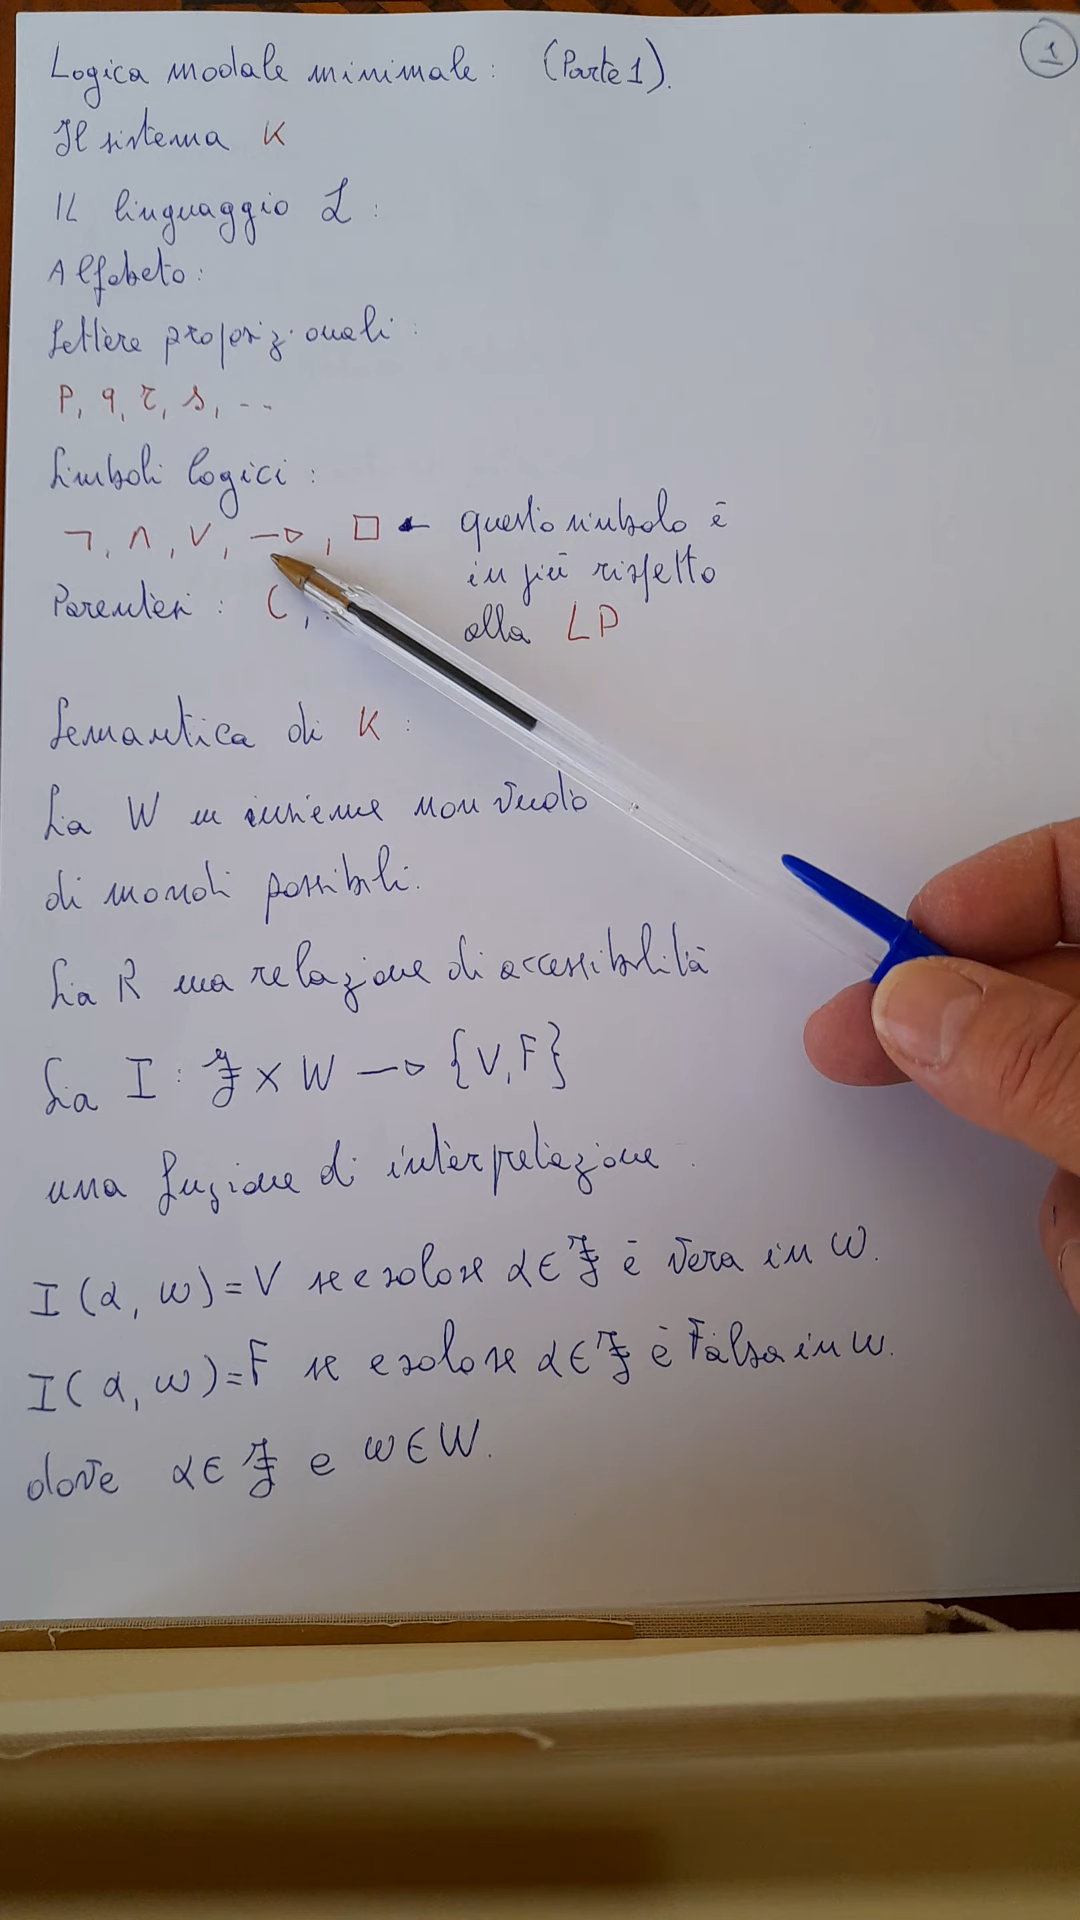 1
Logica modale minimale: (Parte 1).
Il sistema K
IL linguaggio L:
Alfabeto:
Lettere proposizionali:
P, q, r, s, ...
Simboli logici:
¬, ∧, ∨, →, □ ← questo simbolo è
in più rispetto
alla LP
Parentesi: (,
Semantica di K:
Sia W un insieme non vuoto
di mondi possibili.
Sia R una relazione di accessibilità
Sia I: F × W → {V, F}
una funzione di interpretazione.
I(α, w) = V se e solo se α ∈ F è vera in w.
I(α, w) = F se e solo se α ∈ F è Falsa in w.
dove α ∈ F e w ∈ W.